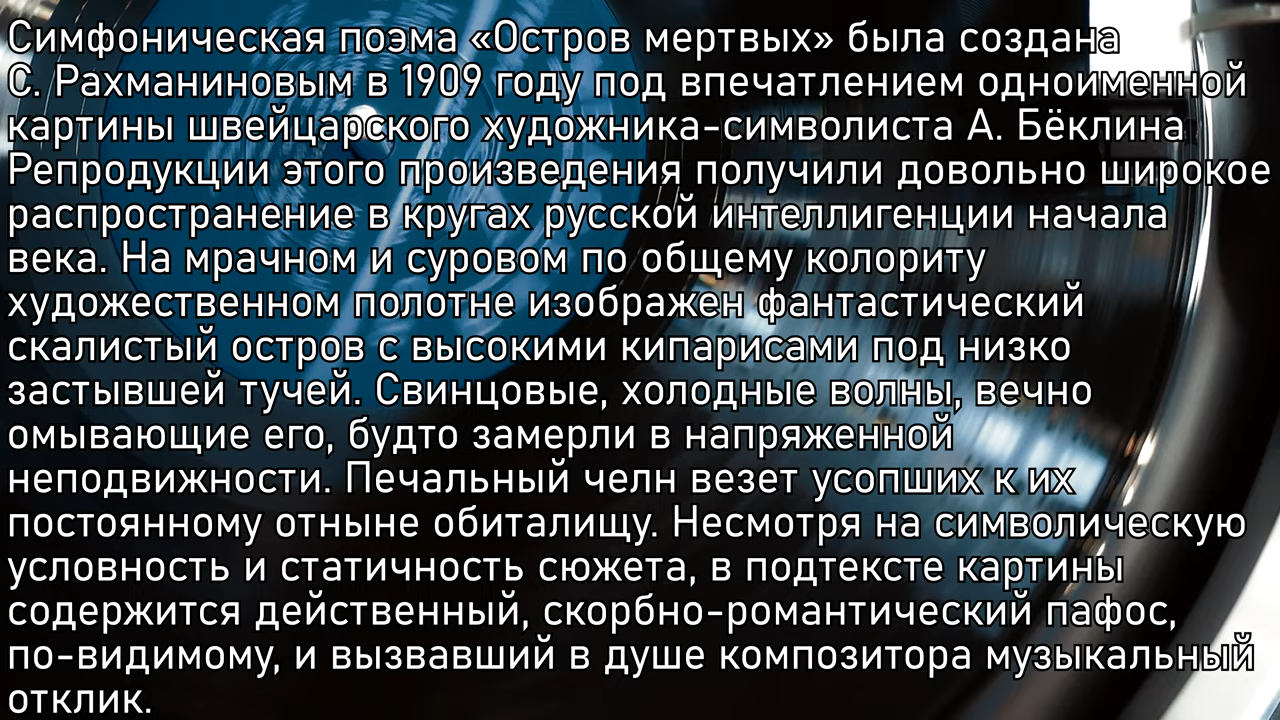 Симфоническая поэма «Остров мертвых» была создана
С. Рахманиновым в 1909 году под впечатлением одноименной
картины швейцарского художника-символиста А. Бёклина.
Репродукции этого произведения получили довольно широкое
распространение в кругах русской интеллигенции начала
века. На мрачном и суровом по общему колориту
художественном полотне изображен фантастический
скалистый остров с высокими кипарисами под низко
застывшей тучей. Свинцовые, холодные волны, вечно
омывающие его, будто замерли в напряженной
неподвижности. Печальный челн везет усопших к их
постоянному отныне обиталищу. Несмотря на символическую
условность и статичность сюжета, в подтексте картины
содержится действенный, скорбно-романтический пафос,
по-видимому, и вызвавший в душе композитора музыкальный
отклик.